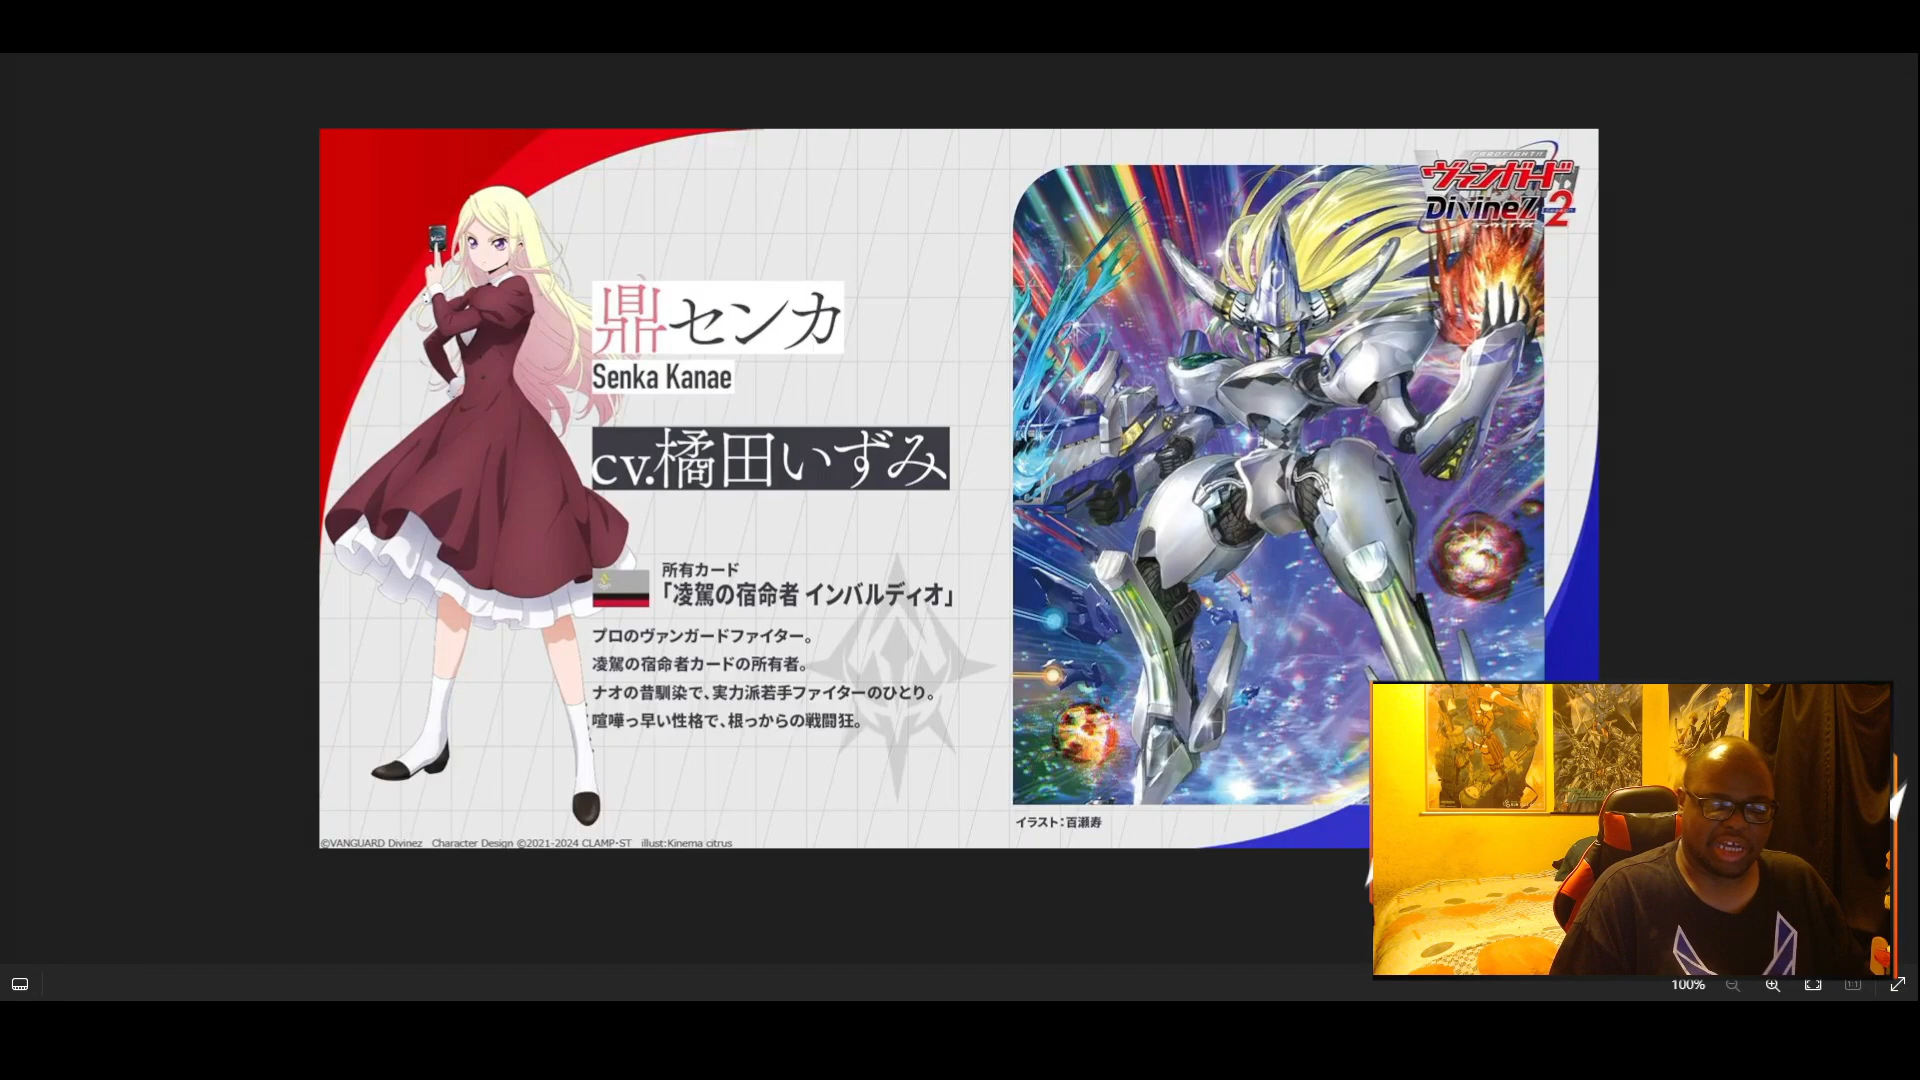 ヴァンガード
DivineZ 2
鼎センカ
Senka Kanae
cv.橘田いずみ
所有カード
「凌駕の宿命者 インバルディオ」
プロのヴァンガードファイター。
凌駕の宿命者カードの所有者。
ナオの昔馴染で、実力派若手ファイターのひとり。
喧嘩っ早い性格で、根っからの戦闘狂。
イラスト：百瀬寿
©VANGUARD Divinez Character Design ©2021-2024 CLAMP・ST illust:Kinema citrus
100%